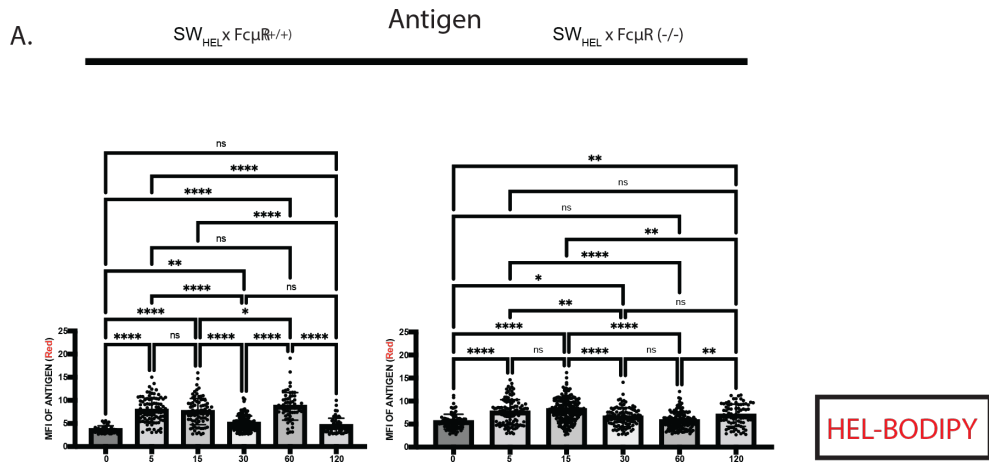 A.
Antigen
SWHEL x FcμR(+/+)
SWHEL x FcμR (-/-)
ns
****
****
****
ns
**
****
ns
****
*
****
ns
****
****
****
**
ns
ns
**
****
*
**
ns
****
****
****
ns
****
ns
**
MFI OF ANTIGEN (Red)
25
20
15
10
5
0
0 5 15 30 60 120
MFI OF ANTIGEN (Red)
25
20
15
10
5
0
0 5 15 30 60 120
HEL-BODIPY